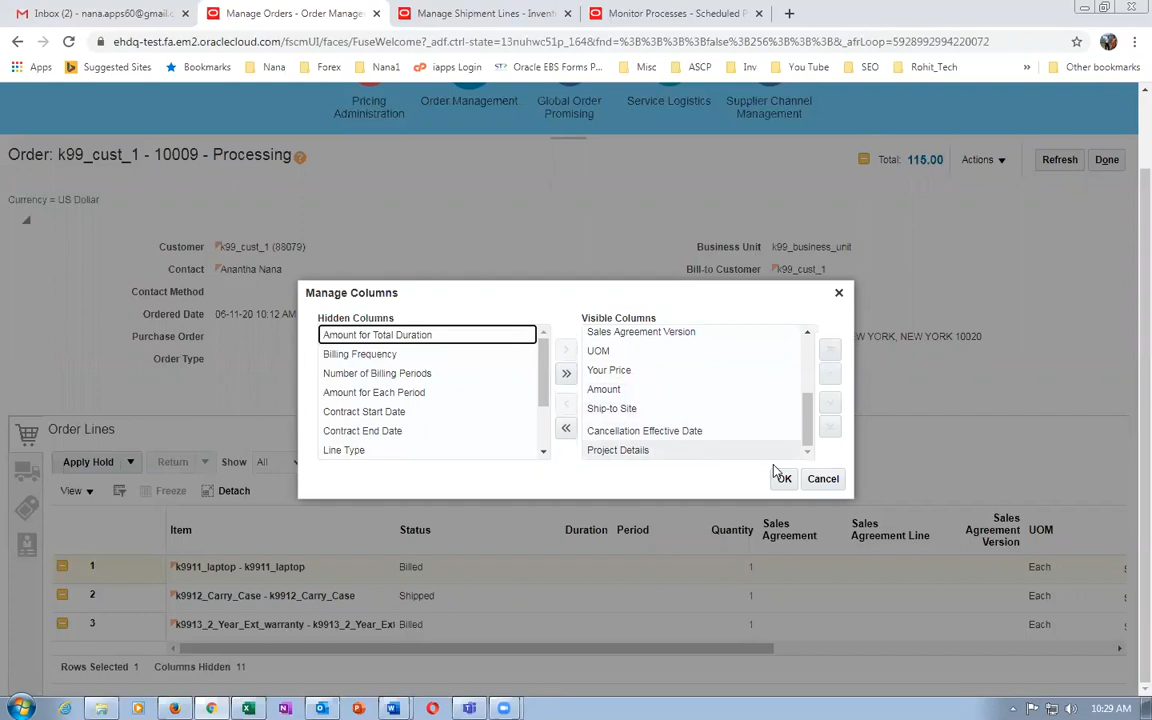 Inbox (2) - nana.apps60@gmail.c
Manage Orders - Order Manage
Manage Shipment Lines - Invent
Monitor Processes - Scheduled P
ehdq-test.fa.em2.oraclecloud.com/fscmUI/faces/FuseWelcome?_adf.ctrl-state=13nuhwc51p_164&fnd=%3B%3B%3B%3Bfalse%3B256%3B%3B%3B&_afrLoop=5928992994220072
Apps Suggested Sites Bookmarks Nana Forex Nana1 iapps Login Oracle EBS Forms P... Misc ASCP Inv You Tube SEO Rohit_Tech » Other bookmarks
Pricing Administration
Order Management
Global Order Promising
Service Logistics
Supplier Channel Management
Order: k99_cust_1 - 10009 - Processing
Total: 115.00 Actions Refresh Done
Currency = US Dollar
Customer k99_cust_1 (88079)
Business Unit k99_business_unit
Contact Anantha Nana
Bill-to Customer k99_cust_1
Contact Method
Ordered Date 06-11-20 10:12 AM
Purchase Order
W YORK, NEW YORK 10020
Order Type
Manage Columns
Hidden Columns
Amount for Total Duration
Billing Frequency
Number of Billing Periods
Amount for Each Period
Contract Start Date
Contract End Date
Line Type
Visible Columns
Sales Agreement Version
UOM
Your Price
Amount
Ship-to Site
Cancellation Effective Date
Project Details
OK Cancel
Order Lines
Apply Hold Return Show All
View Freeze Detach
Item Status Duration Period Quantity Sales Agreement Sales Agreement Line Sales Agreement Version UOM
1 k9911_laptop - k9911_laptop Billed 1 Each
2 k9912_Carry_Case - k9912_Carry_Case Shipped 1 Each
3 k9913_2_Year_Ext_warranty - k9913_2_Year_Ext Billed 1 Each
Rows Selected 1 Columns Hidden 11
10:29 AM